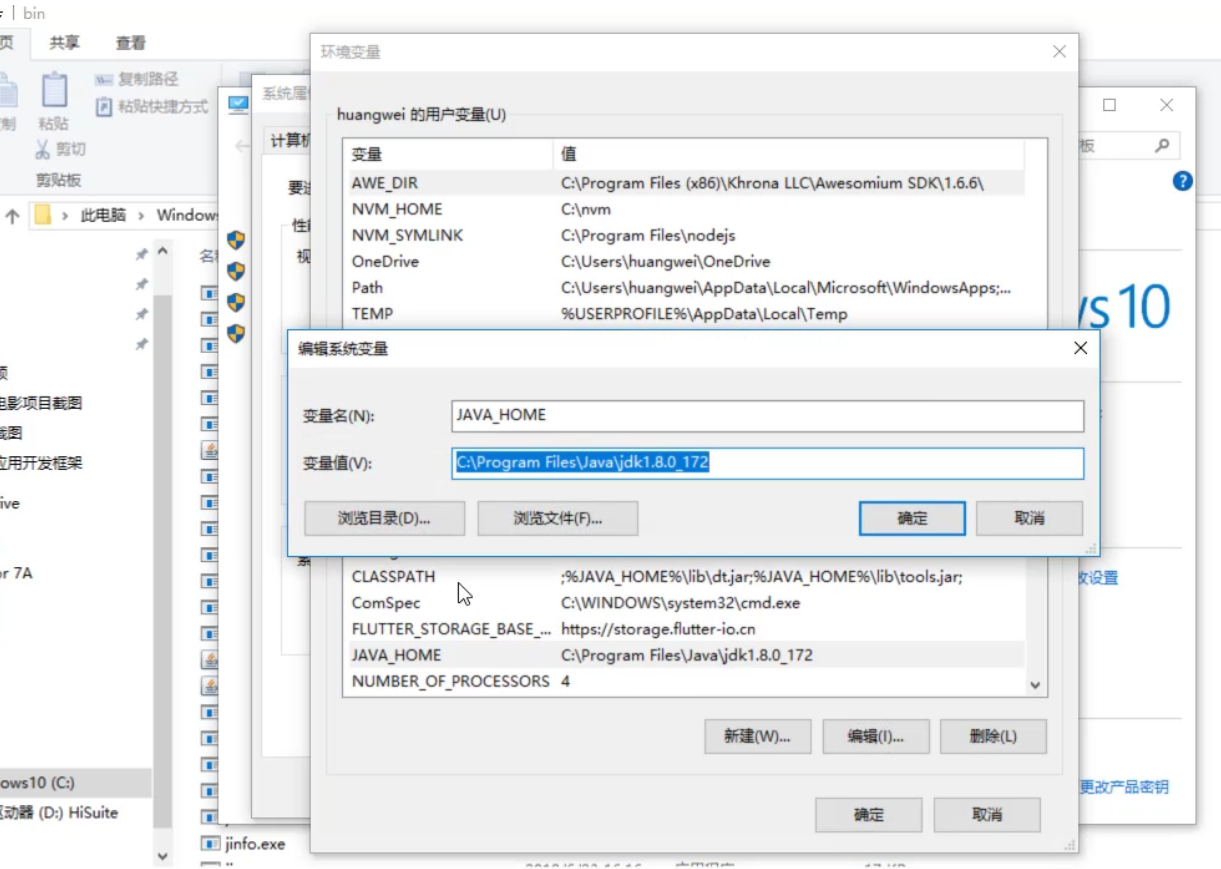 bin
页 共享 查看
复制路径
粘贴快捷方式
制 粘贴
剪切
剪贴板
此电脑 Window
系统属
计算机
环境变量
huangwei 的用户变量(U)
变量 值
AWE_DIR C:\Program Files (x86)\Khrona LLC\Awesomium SDK\1.6.6\
NVM_HOME C:\nvm
NVM_SYMLINK C:\Program Files\nodejs
OneDrive C:\Users\huangwei\OneDrive
Path C:\Users\huangwei\AppData\Local\Microsoft\WindowsApps;...
TEMP %USERPROFILE%\AppData\Local\Temp
编辑系统变量
变量名(N): JAVA_HOME
变量值(V): C:\Program Files\Java\jdk1.8.0_172
浏览目录(D)... 浏览文件(F)... 确定 取消
CLASSPATH ;%JAVA_HOME%\lib\dt.jar;%JAVA_HOME%\lib\tools.jar;
ComSpec C:\WINDOWS\system32\cmd.exe
FLUTTER_STORAGE_BASE_... https://storage.flutter-io.cn
JAVA_HOME C:\Program Files\Java\jdk1.8.0_172
NUMBER_OF_PROCESSORS 4
新建(W)... 编辑(I)... 删除(L)
确定 取消
板
s 10
改设置
更改产品密钥
电影项目截图
截图
应用开发框架
ive
or 7A
ows10 (C:)
驱动器 (D:) HiSuite
jinfo.exe